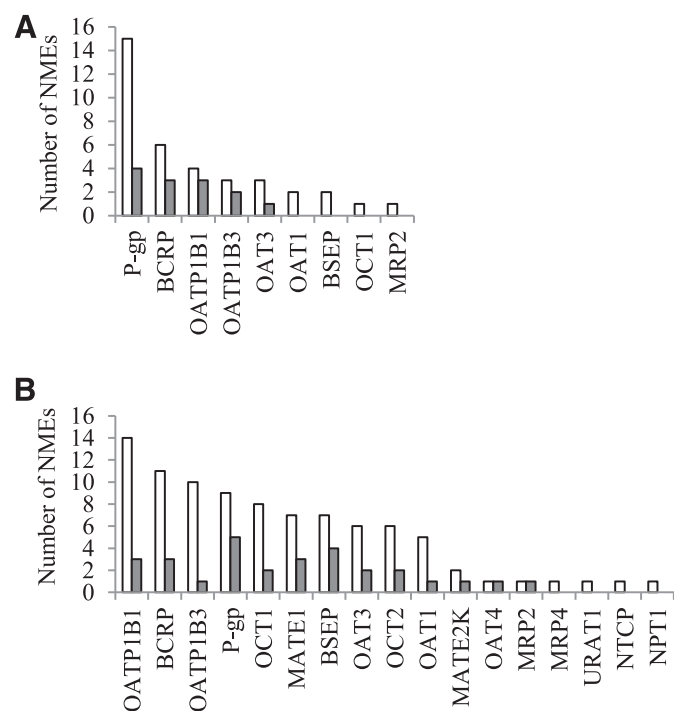 A
Number of NMEs
16
14
12
10
8
6
4
2
0
P-gp
BCRP
OATP1B1
OATP1B3
OAT3
OAT1
BSEP
OCT1
MRP2
B
Number of NMEs
16
14
12
10
8
6
4
2
0
OATP1B1
BCRP
OATP1B3
P-gp
OCT1
MATE1
BSEP
OAT3
OCT2
OAT1
MATE2K
OAT4
MRP2
MRP4
URAT1
NTCP
NPT1